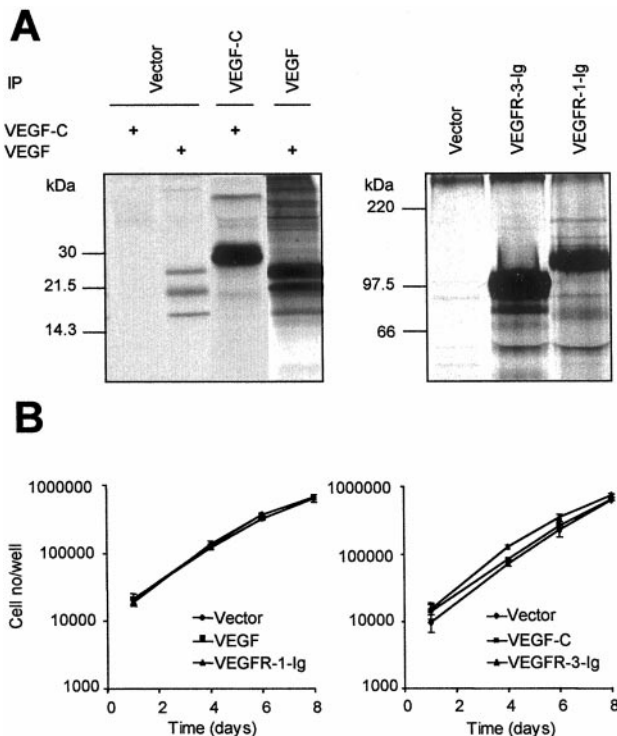 A
IP
Vector
VEGF-C
VEGF
VEGF-C + +
VEGF + +
kDa
30
21.5
14.3
Vector
VEGFR-3-Ig
VEGFR-1-Ig
kDa
220
97.5
66
B
Cell no/well
1000000
100000
10000
1000
0 2 4 6 8
Time (days)
Vector
VEGF
VEGFR-1-Ig
1000000
100000
10000
1000
0 2 4 6 8
Time (days)
Vector
VEGF-C
VEGFR-3-Ig